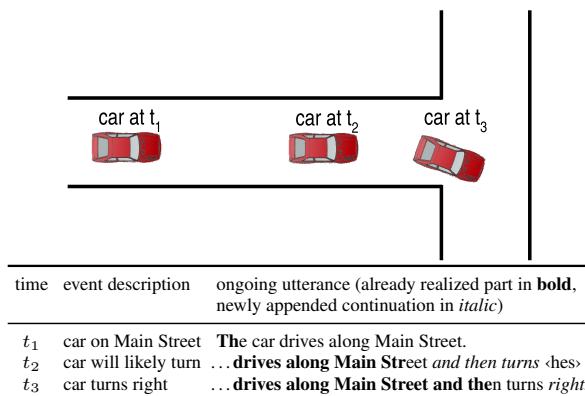 car at t1 car at t2 car at t3
time event description ongoing utterance (already realized part in bold,
newly appended continuation in italic)
t1 car on Main Street The car drives along Main Street.
t2 car will likely turn …drives along Main Street and then turns ‹hes›
t3 car turns right …drives along Main Street and then turns right